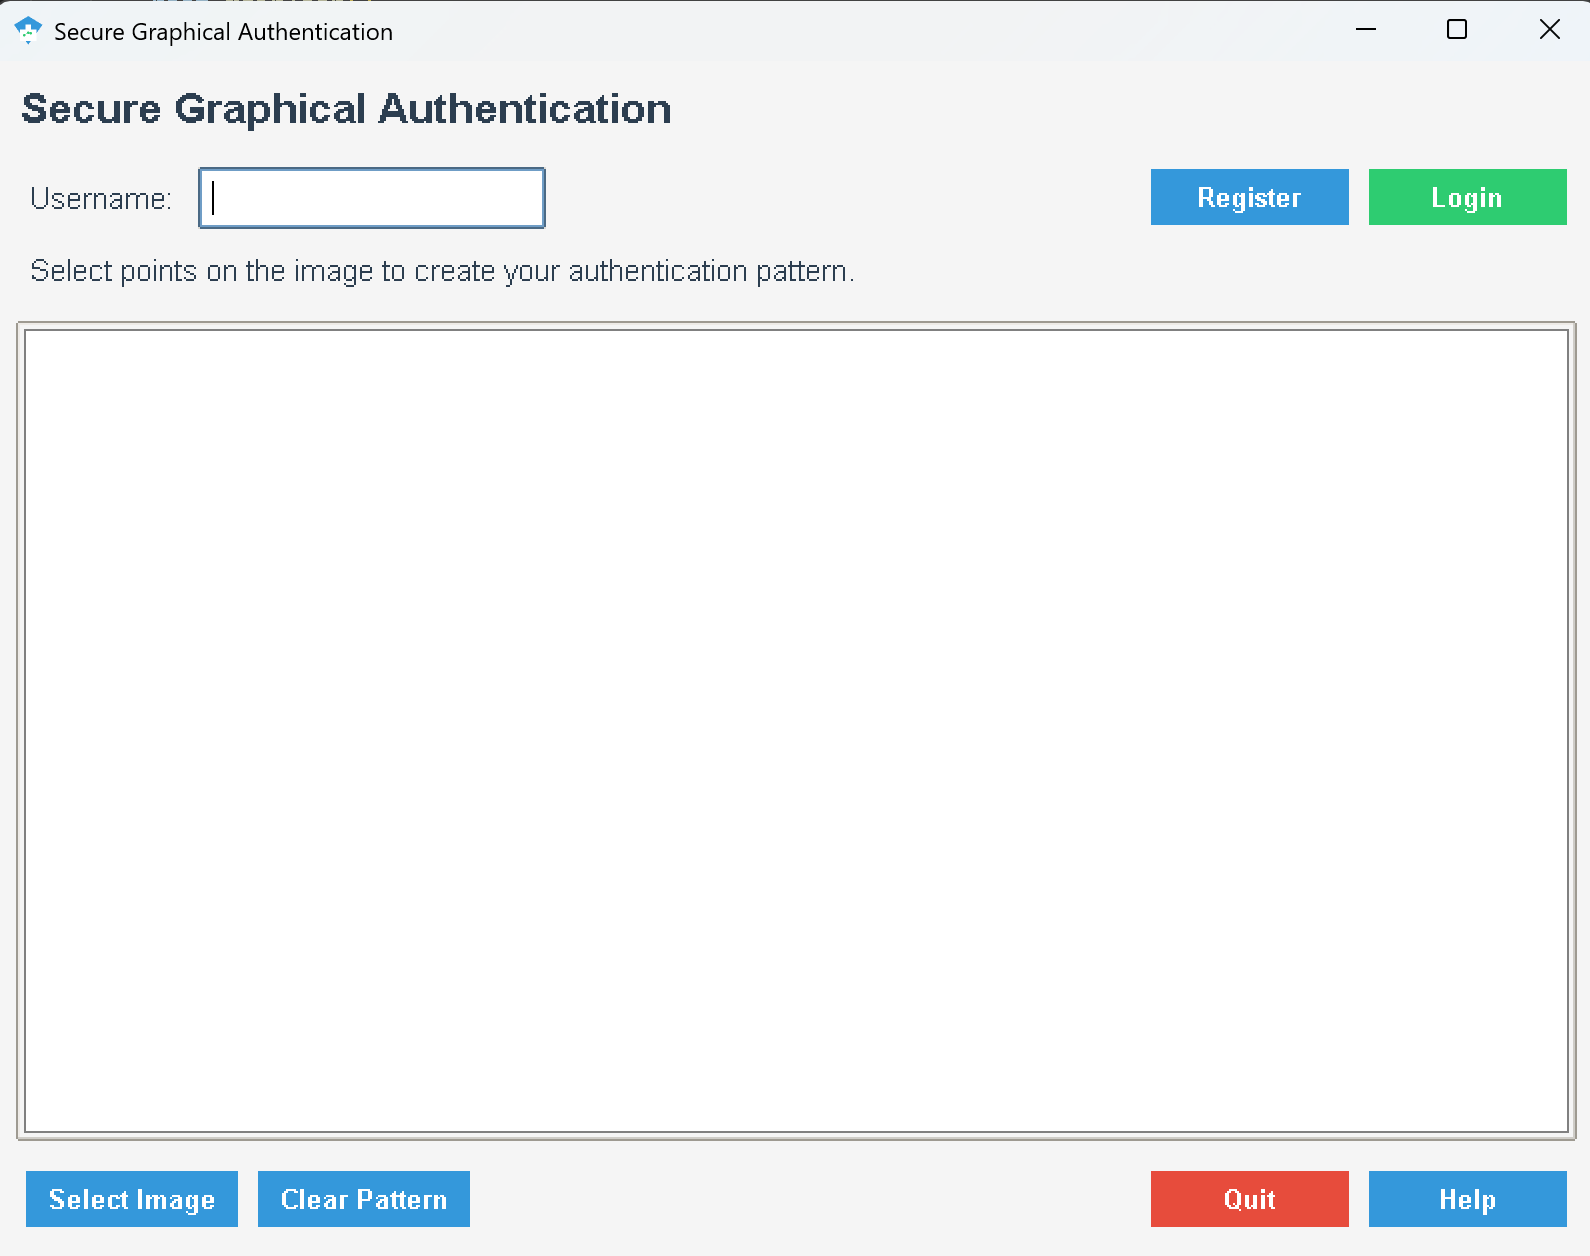 Secure Graphical Authentication
Secure Graphical Authentication
Username:
Register
Login
Select points on the image to create your authentication pattern.
Select Image
Clear Pattern
Quit
Help